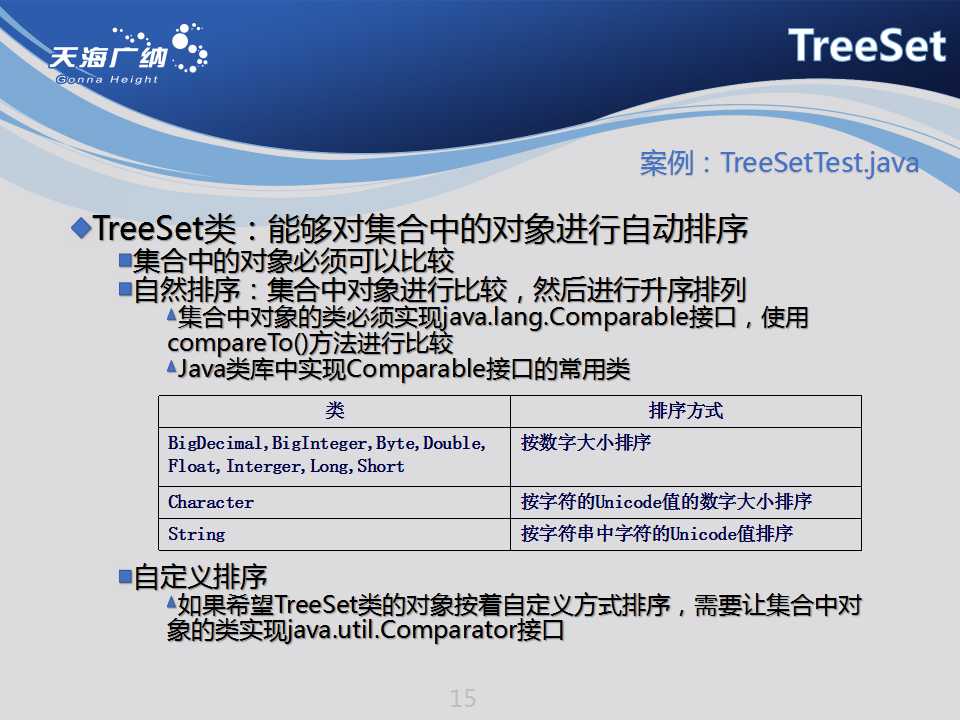 天海广纳
Gonna Height
TreeSet
案例：TreeSetTest.java
TreeSet类：能够对集合中的对象进行自动排序
集合中的对象必须可以比较
自然排序：集合中对象进行比较，然后进行升序排列
集合中对象的类必须实现java.lang.Comparable接口，使用
compareTo()方法进行比较
Java类库中实现Comparable接口的常用类
类 排序方式
BigDecimal,BigInteger,Byte,Double, 按数字大小排序
Float,Interger,Long,Short
Character 按字符的Unicode值的数字大小排序
String 按字符串中字符的Unicode值排序
自定义排序
如果希望TreeSet类的对象按着自定义方式排序，需要让集合中对
象的类实现java.util.Comparator接口
15